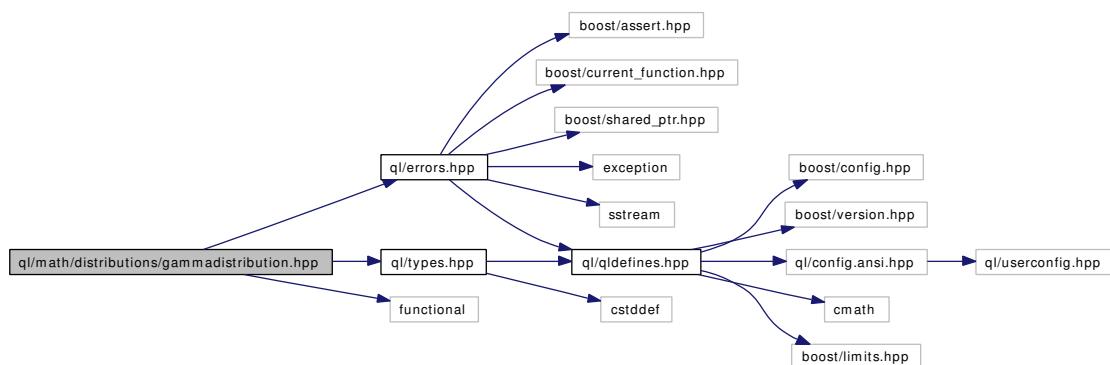 boost/assert.hpp
boost/current_function.hpp
boost/shared_ptr.hpp
ql/errors.hpp
exception
boost/config.hpp
sstream
boost/version.hpp
ql/math/distributions/gammadistribution.hpp
ql/types.hpp
ql/qldefines.hpp
ql/config.ansi.hpp
ql/userconfig.hpp
functional
cstddef
cmath
boost/limits.hpp